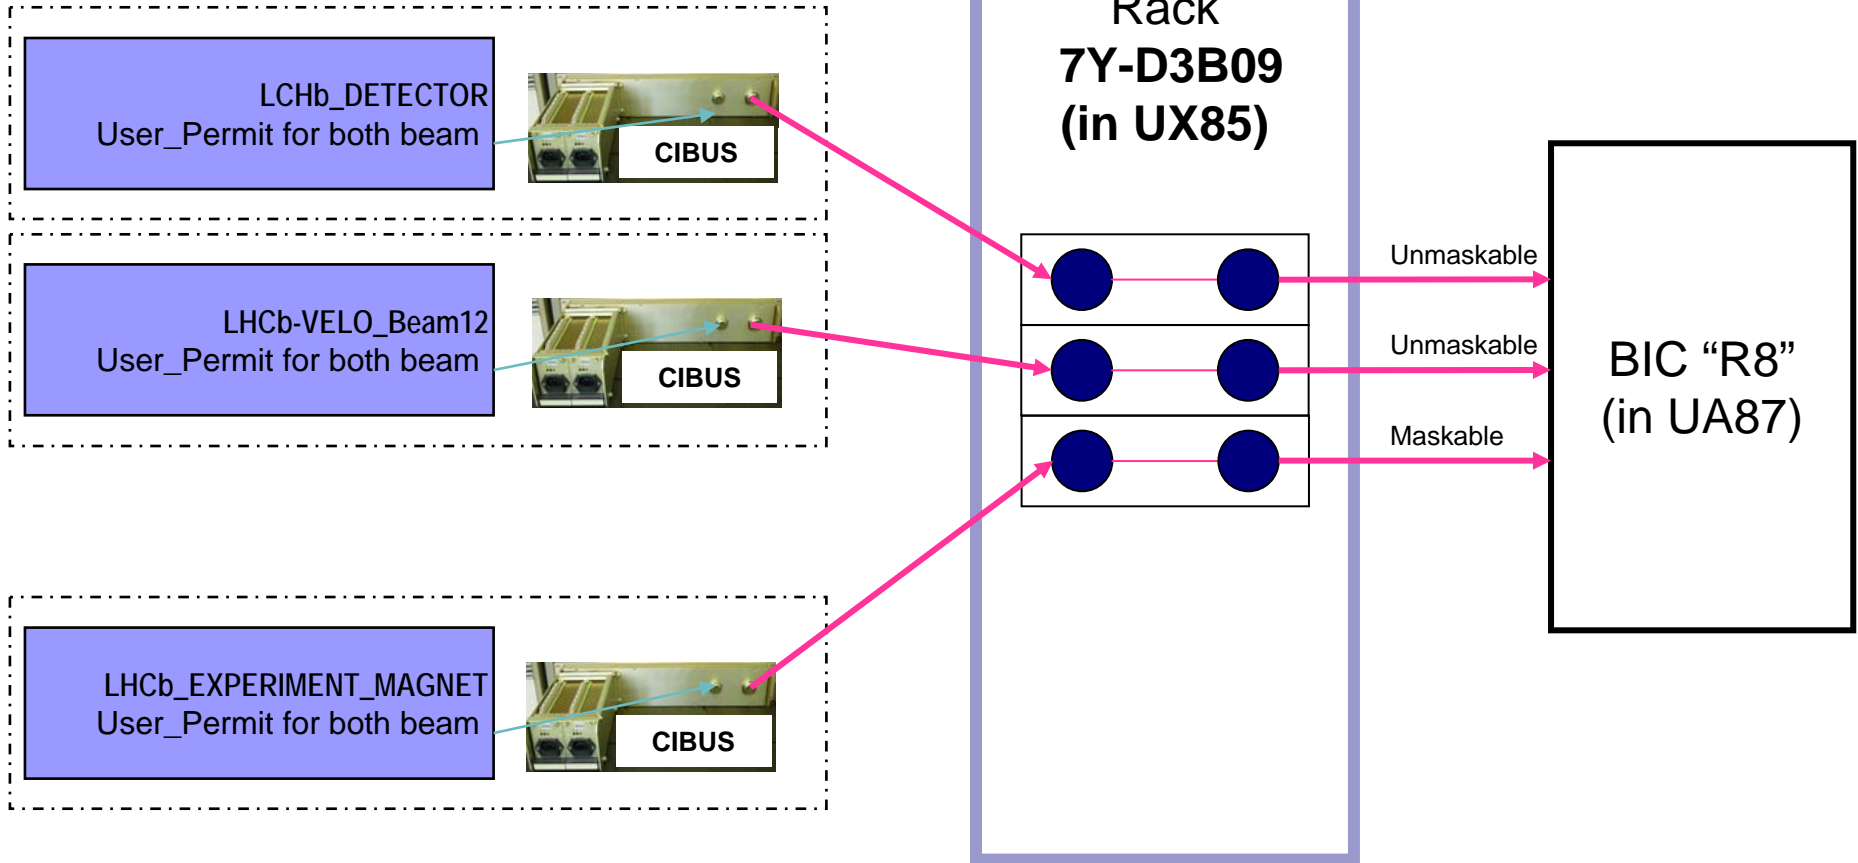 LCHb_DETECTOR
User_Permit for both beam
CIBUS
LHCb-VELO_Beam12
User_Permit for both beam
CIBUS
LHCb_EXPERIMENT_MAGNET
User_Permit for both beam
CIBUS
Rack
7Y-D3B09
(in UX85)
Unmaskable
Unmaskable
Maskable
BIC “R8”
(in UA87)